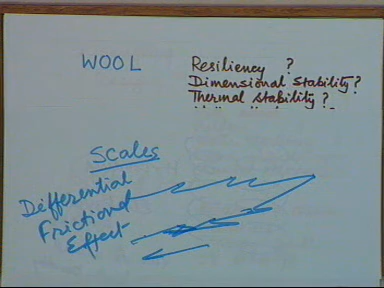 WOOL
Resiliency ?
Dimensional Stability?
Thermal stability?
Scales
Differential
Frictional
Effect